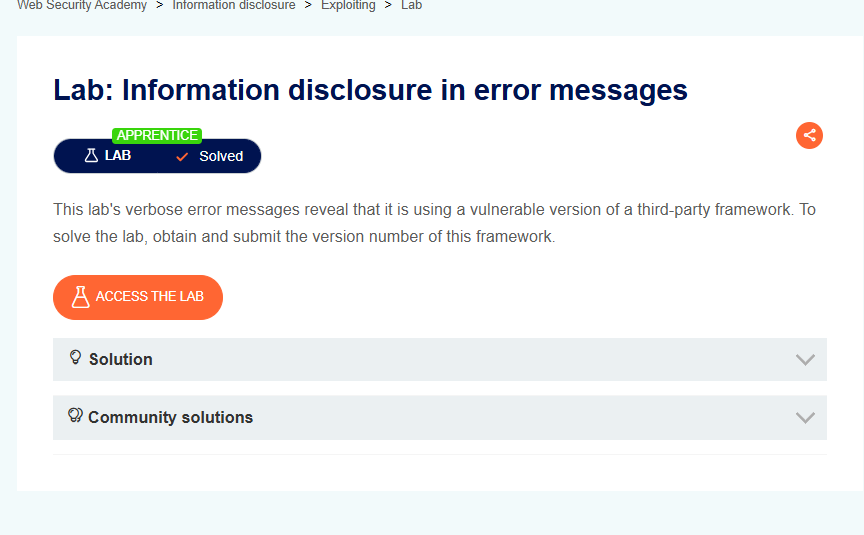 Web Security Academy > Information disclosure > Exploiting > Lab
Lab: Information disclosure in error messages
APPRENTICE
LAB Solved
This lab's verbose error messages reveal that it is using a vulnerable version of a third-party framework. To
solve the lab, obtain and submit the version number of this framework.
ACCESS THE LAB
Solution
Community solutions